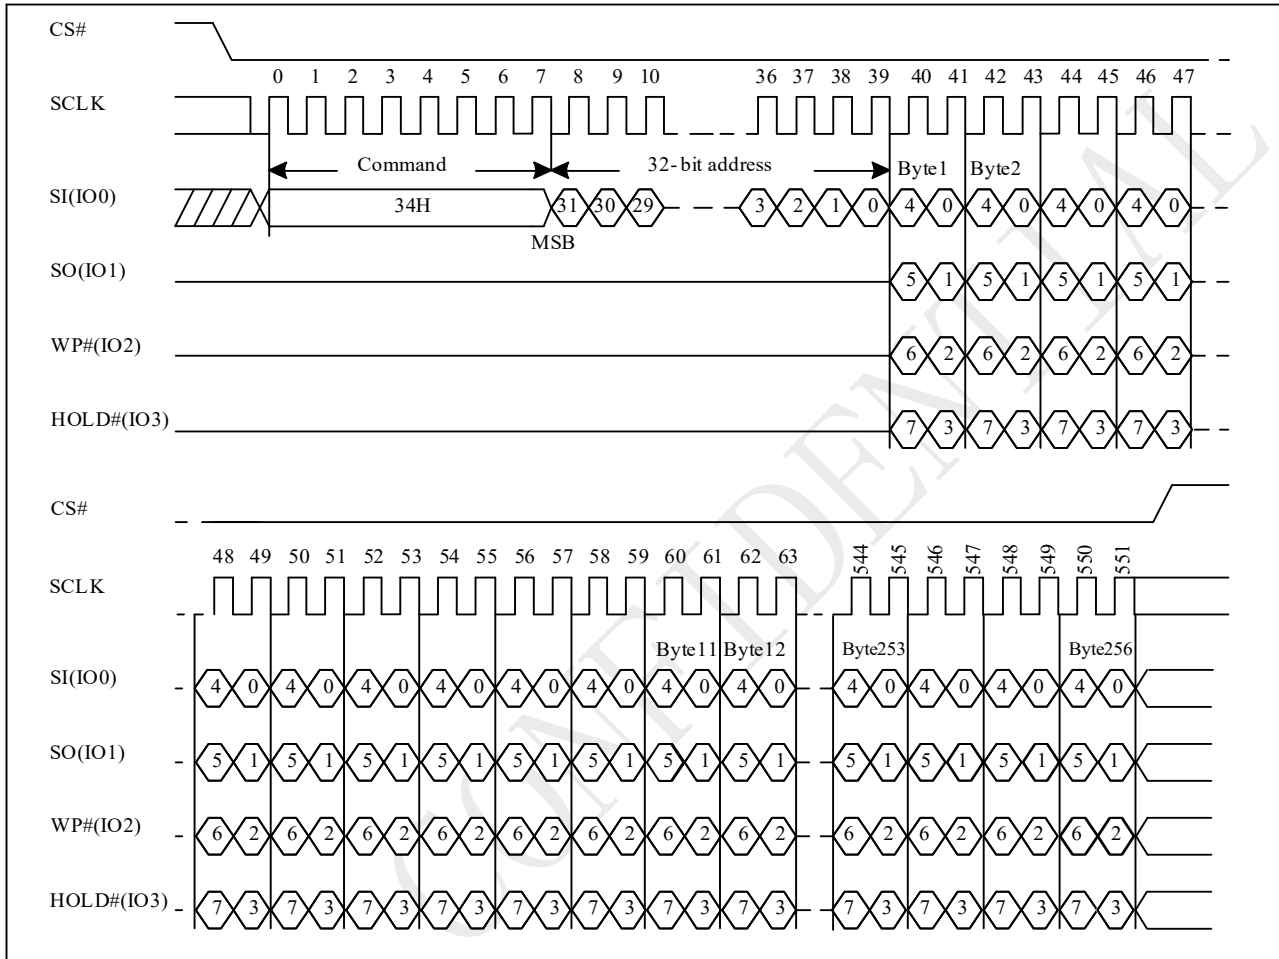 CS#
0 1 2 3 4 5 6 7 8 9 10 36 37 38 39 40 41 42 43 44 45 46 47
SCLK
Command 32-bit address Byte1 Byte2
SI(IO0) 34H 31 30 29 3 2 1 0 4 0 4 0 4 0 4 0
MSB
SO(IO1) 5 1 5 1 5 1 5 1
WP#(IO2) 6 2 6 2 6 2 6 2
HOLD#(IO3) 7 3 7 3 7 3 7 3
CS#
48 49 50 51 52 53 54 55 56 57 58 59 60 61 62 63 544 545 546 547 548 549 550 551
SCLK
Byte11 Byte12 Byte253 Byte256
SI(IO0) 4 0 4 0 4 0 4 0 4 0 4 0 4 0 4 0 4 0 4 0 4 0 4 0
SO(IO1) 5 1 5 1 5 1 5 1 5 1 5 1 5 1 5 1 5 1 5 1 5 1 5 1
WP#(IO2) 6 2 6 2 6 2 6 2 6 2 6 2 6 2 6 2 6 2 6 2 6 2 6 2
HOLD#(IO3) 7 3 7 3 7 3 7 3 7 3 7 3 7 3 7 3 7 3 7 3 7 3 7 3
CONFIDENTIAL